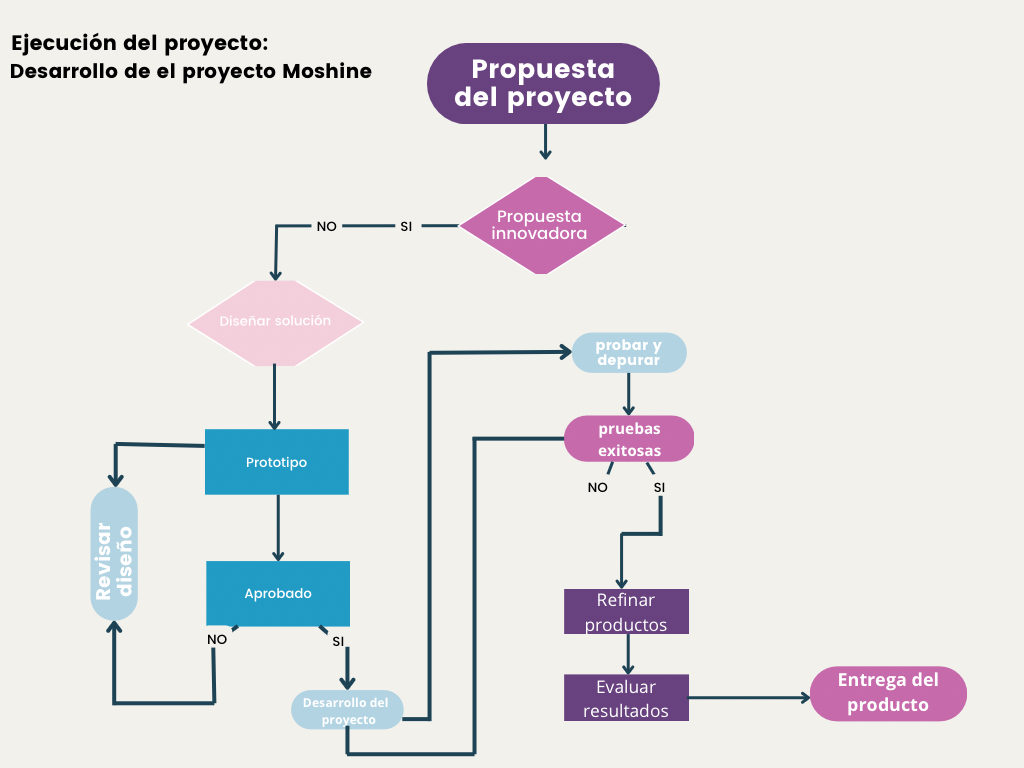 Ejecución del proyecto:
Desarrollo de el proyecto Moshine
Propuesta
del proyecto
Propuesta
innovadora
NO
SI
Diseñar solución
probar y
depurar
pruebas
exitosas
NO
SI
Prototipo
Revisar
diseño
Aprobado
NO
SI
Desarrollo del
proyecto
Refinar
productos
Evaluar
resultados
Entrega del
producto